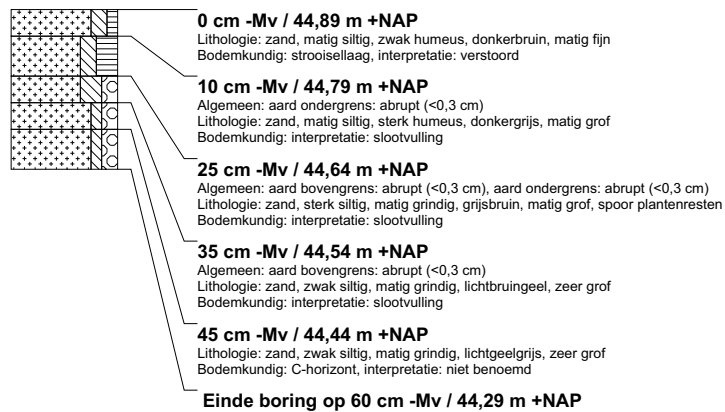 0 cm -Mv / 44,89 m +NAP
Lithologie: zand, matig siltig, zwak humeus, donkerbruin, matig fijn
Bodemkundig: strooisellaag, interpretatie: verstoord
10 cm -Mv / 44,79 m +NAP
Algemeen: aard ondergrens: abrupt (<0,3 cm)
Lithologie: zand, matig siltig, sterk humeus, donkergrijs, matig grof
Bodemkundig: interpretatie: slootvulling
25 cm -Mv / 44,64 m +NAP
Algemeen: aard bovengrens: abrupt (<0,3 cm), aard ondergrens: abrupt (<0,3 cm)
Lithologie: zand, sterk siltig, matig grindig, grijsbruin, matig grof, spoor plantenresten
Bodemkundig: interpretatie: slootvulling
35 cm -Mv / 44,54 m +NAP
Algemeen: aard bovengrens: abrupt (<0,3 cm)
Lithologie: zand, zwak siltig, matig grindig, lichtbruingeel, zeer grof
Bodemkundig: interpretatie: slootvulling
45 cm -Mv / 44,44 m +NAP
Lithologie: zand, zwak siltig, matig grindig, lichtgeelgrijs, zeer grof
Bodemkundig: C-horizont, interpretatie: niet benoemd
Einde boring op 60 cm -Mv / 44,29 m +NAP